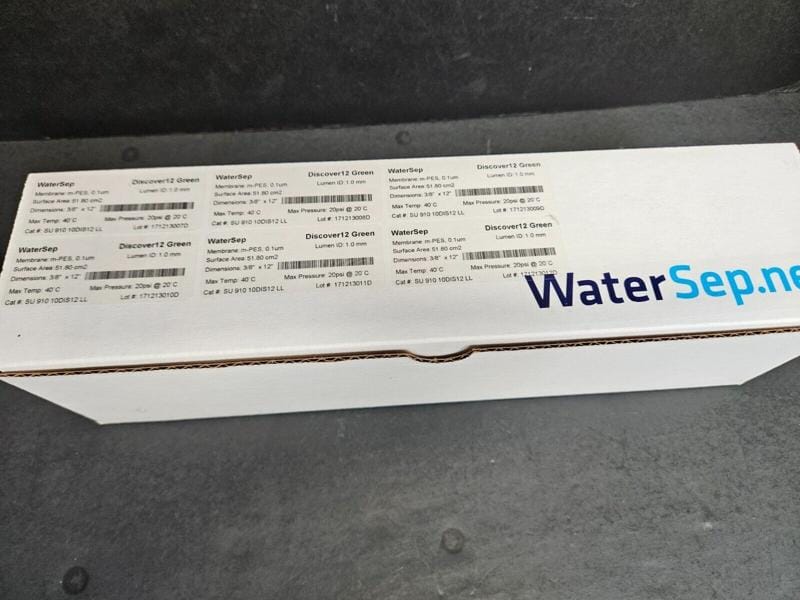 WaterSep Discover12 Green
Membrane: m-PES, 0.1um Lumen ID: 1.0 mm
Surface Area: 51.80 cm2
Dimensions: 3/8" x 12"
Max Temp: 40°C Max Pressure: 20psi @ 20°C
Cat #: SU 910 10DIS12 LL Lot #: 171213007D
WaterSep Discover12 Green
Membrane: m-PES, 0.1um Lumen ID: 1.0 mm
Surface Area: 51.80 cm2
Dimensions: 3/8" x 12"
Max Temp: 40°C Max Pressure: 20psi @ 20°C
Cat #: SU 910 10DIS12 LL Lot #: 171213008D
WaterSep Discover12 Green
Membrane: m-PES, 0.1um Lumen ID: 1.0 mm
Surface Area: 51.80 cm2
Dimensions: 3/8" x 12"
Max Temp: 40°C Max Pressure: 20psi @ 20°C
Cat #: SU 910 10DIS12 LL Lot #:
WaterSep Discover12 Green
Membrane: m-PES, 0.1um Lumen ID: 1.0 mm
Surface Area: 51.80 cm2
Dimensions: 3/8" x 12"
Max Temp: 40°C Max Pressure: 20psi @ 20°C
Cat #: SU 910 10DIS12 LL Lot #: 171213010D
WaterSep Discover12 Green
Membrane: m-PES, 0.1um Lumen ID: 1.0 mm
Surface Area: 51.80 cm2
Dimensions: 3/8" x 12"
Max Temp: 40°C Max Pressure: 20psi @ 20°C
Cat #: SU 910 10DIS12 LL Lot #: 171213011D
WaterSep Discover12 Green
Membrane: m-PES, 0.1um Lumen ID: 1.0 mm
Surface Area: 51.80 cm2
Dimensions: 3/8" x 12"
Max Temp: 40°C Max Pressure: 20psi @ 20°C
Cat #: SU 910 10DIS12 LL Lot #:
WaterSep.ne